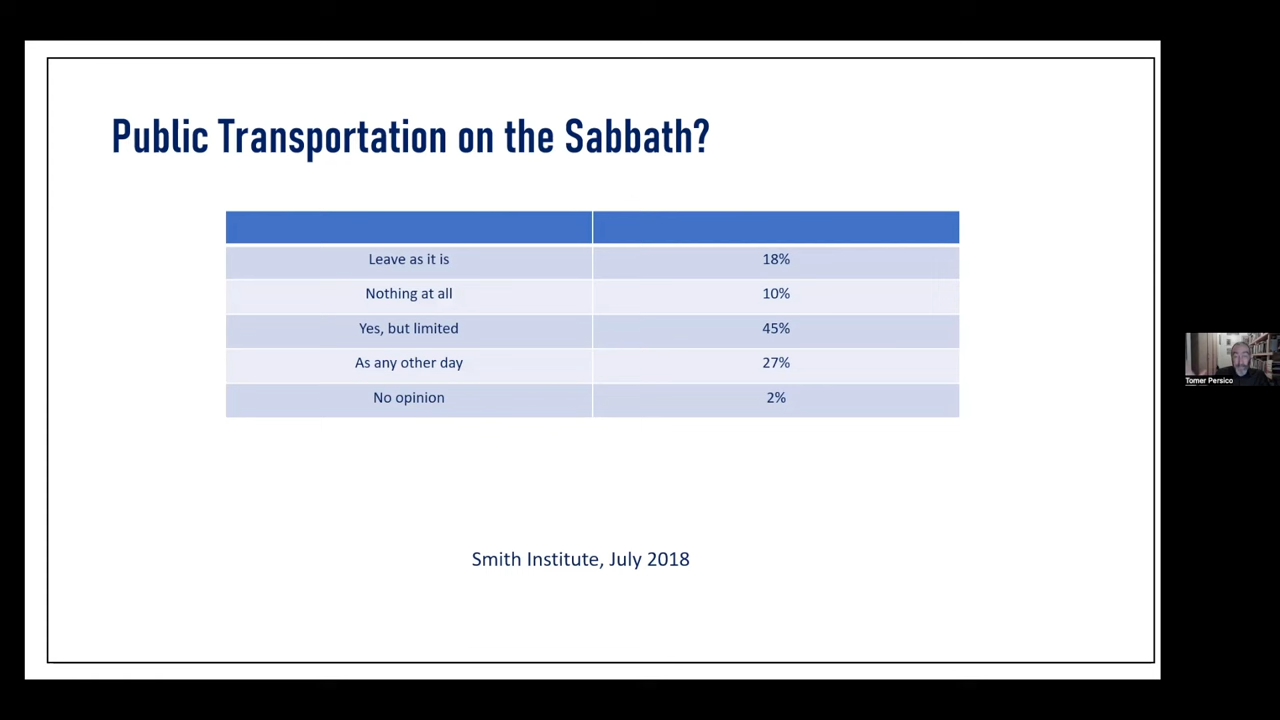 Public Transportation on the Sabbath?
Leave as it is 18%
Nothing at all 10%
Yes, but limited 45%
As any other day 27%
No opinion 2%
Smith Institute, July 2018
Tomer Persico